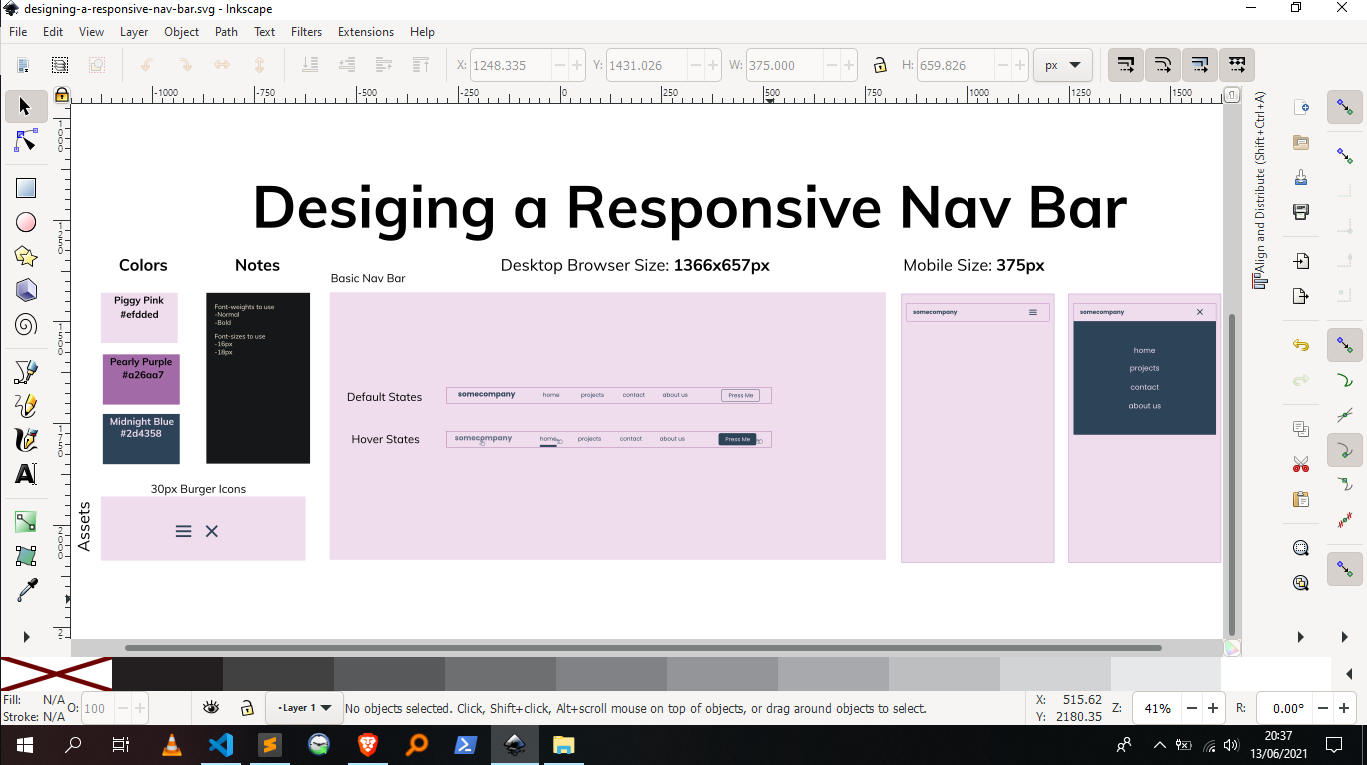 designing-a-responsive-nav-bar.svg - Inkscape
File Edit View Layer Object Path Text Filters Extensions Help
X: 1248.335 Y: 1431.026 W: 375.000 H: 659.826 px
-1000 -750 -500 -250 0 250 500 750 1000 1250 1500
Align and Distribute (Shift+Ctrl+A)
Desiging a Responsive Nav Bar
Colors
Notes
Desktop Browser Size: 1366x657px
Mobile Size: 375px
Basic Nav Bar
Piggy Pink
#efdded
Pearly Purple
#a26aa7
Midnight Blue
#2d4358
Font-weights to use
-Normal
-Bold
Font-sizes to use
-16px
-18px
Default States
somecompany home projects contact about us Press Me
Hover States
somecompany home projects contact about us Press Me
somecompany
somecompany
home
projects
contact
about us
30px Burger Icons
Assets
Fill: N/A
Stroke: N/A
O: 100
-Layer 1
No objects selected. Click, Shift+click, Alt+scroll mouse on top of objects, or drag around objects to select.
X: 515.62
Y: 2180.35
Z: 41%
R: 0.00°
20:37
13/06/2021